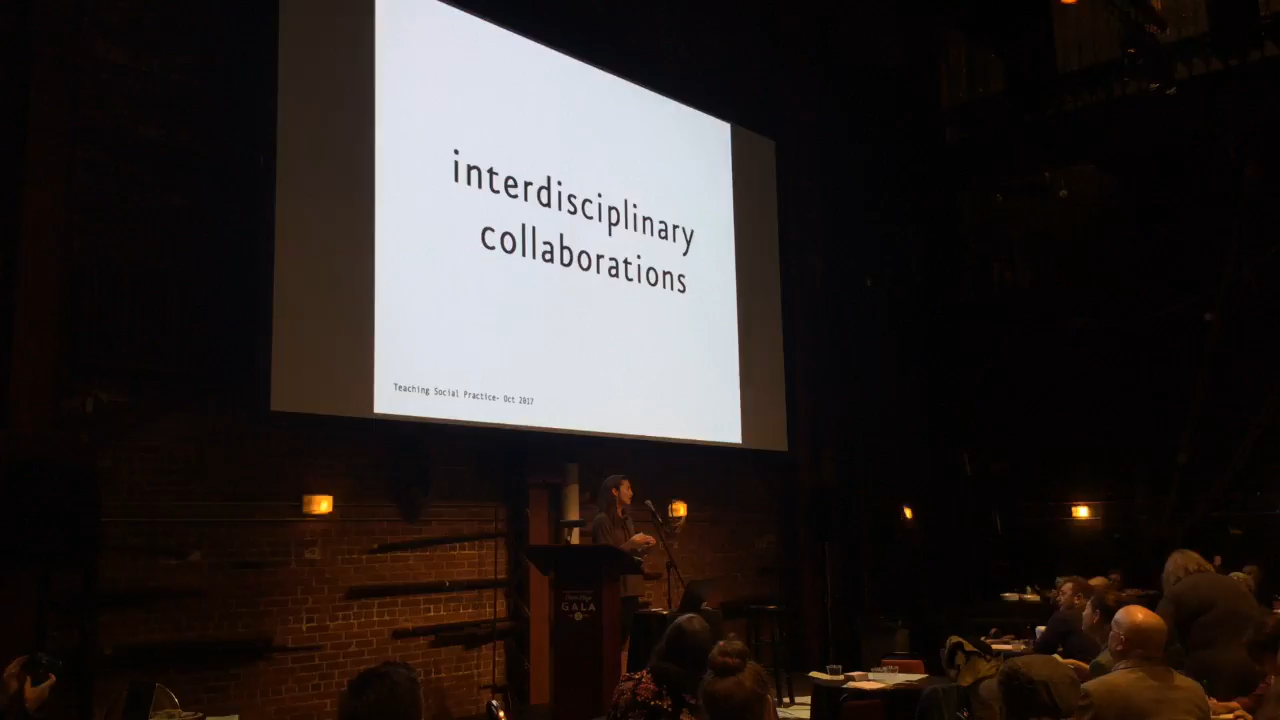 interdisciplinary
collaborations
Teaching Social Practice- Oct 2017
GALA